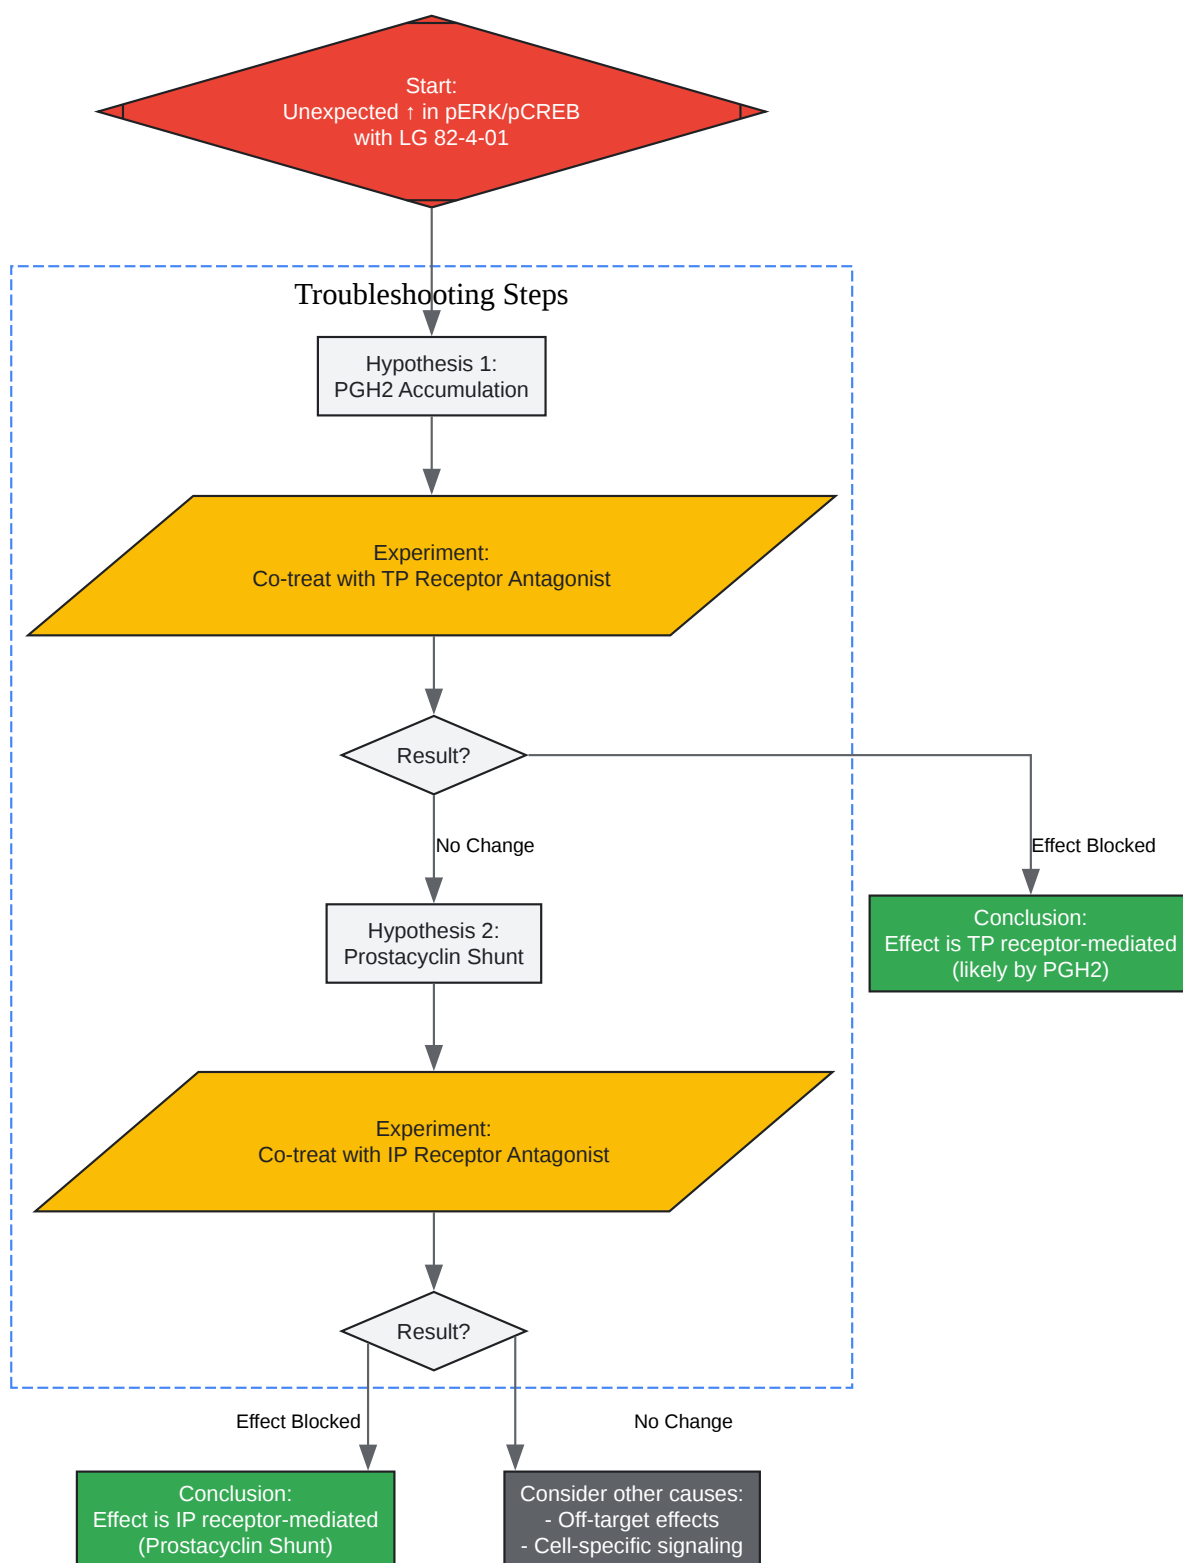 Start:
Unexpected ↑ in pERK/pCREB
with LG 82-4-01
Troubleshooting Steps
Hypothesis 1:
PGH2 Accumulation
Experiment:
Co-treat with TP Receptor Antagonist
Result?
No Change
Effect Blocked
Hypothesis 2:
Prostacyclin Shunt
Conclusion:
Effect is TP receptor-mediated
(likely by PGH2)
Experiment:
Co-treat with IP Receptor Antagonist
Result?
Effect Blocked
No Change
Conclusion:
Effect is IP receptor-mediated
(Prostacyclin Shunt)
Consider other causes:
- Off-target effects
- Cell-specific signaling